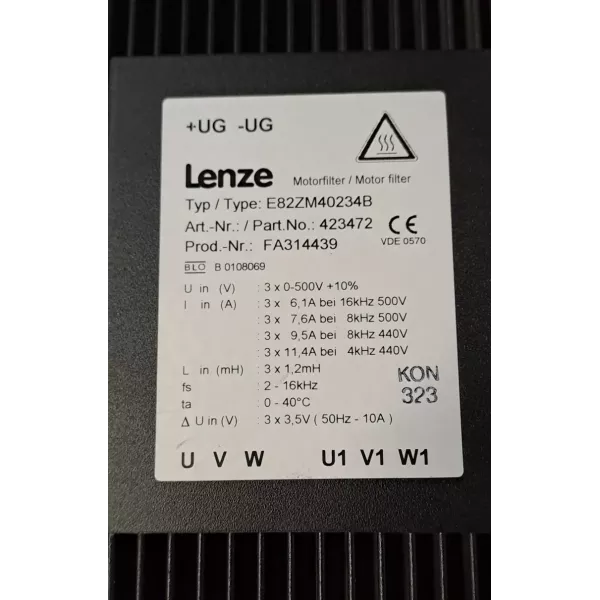 +UG -UG
Lenze Motorfilter / Motor filter
Typ / Type: E82ZM40234B
Art.-Nr.: / Part.No.: 423472 CE
Prod.-Nr.: FA314439 VDE 0570
BLO B 0108069
U in (V) : 3 x 0-500V +10%
I in (A) : 3 x 6,1A bei 16kHz 500V
: 3 x 7,6A bei 8kHz 500V
: 3 x 9,5A bei 8kHz 440V
: 3 x 11,4A bei 4kHz 440V
L in (mH) : 3 x 1,2mH
fs : 2 - 16kHz
ta : 0 - 40°C
Δ U in (V) : 3 x 3,5V ( 50Hz - 10A )
KON
323
U V W U1 V1 W1